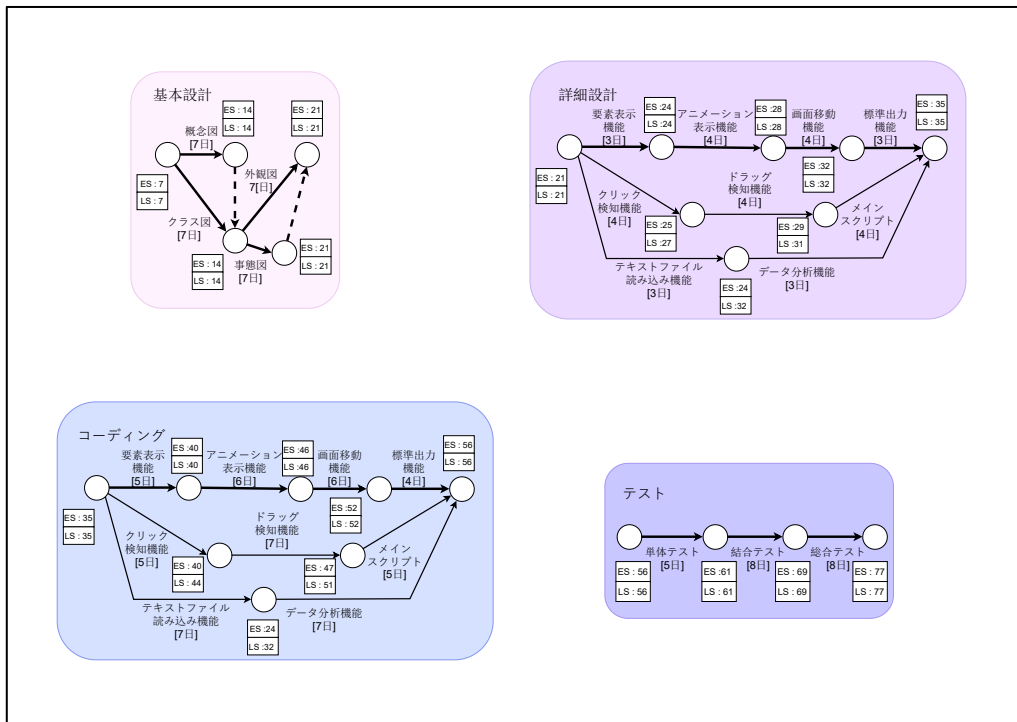 基本設計
ES : 14
LS : 14
ES : 21
LS : 21
概念図
[7日]
ES : 7
LS : 7
外観図
7[日]
クラス図
[7日]
ES : 14
LS : 14
事態図
[7日]
ES : 21
LS : 21
詳細設計
要素表示
機能
[3日]
ES :24
LS :24
アニメーション
表示機能
[4日]
ES :28
LS :28
画面移動
機能
[4日]
標準出力
機能
[3日]
ES : 35
LS : 35
ES : 21
LS : 21
ES : 32
LS : 32
クリック
検知機能
[4日]
ES :25
LS :27
ドラッグ
検知機能
[4日]
ES :29
LS :31
メイン
スクリプト
[4日]
テキストファイル
読み込み機能
[3日]
ES :24
LS :32
データ分析機能
[3日]
コーディング
要素表示
機能
[5日]
ES :40
LS :40
アニメーション
表示機能
[6日]
ES :46
LS :46
画面移動
機能
[6日]
標準出力
機能
[4日]
ES : 56
LS : 56
ES : 35
LS : 35
ES :52
LS : 52
クリック
検知機能
[5日]
ES :40
LS :44
ドラッグ
検知機能
[7日]
ES :47
LS :51
メイン
スクリプト
[5日]
テキストファイル
読み込み機能
[7日]
ES :24
LS :32
データ分析機能
[7日]
テスト
単体テスト
[5日]
結合テスト
[8日]
総合テスト
[8日]
ES : 56
LS : 56
ES :61
LS : 61
ES :69
LS :69
ES : 77
LS : 77